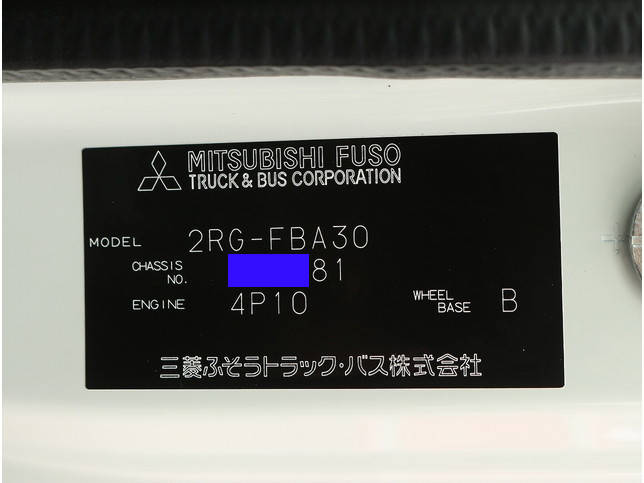 MITSUBISHI FUSO
TRUCK & BUS CORPORATION
MODEL 2RG-FBA30
CHASSIS NO. 81
ENGINE 4P10 WHEEL BASE B
三菱ふそうトラック・バス株式会社